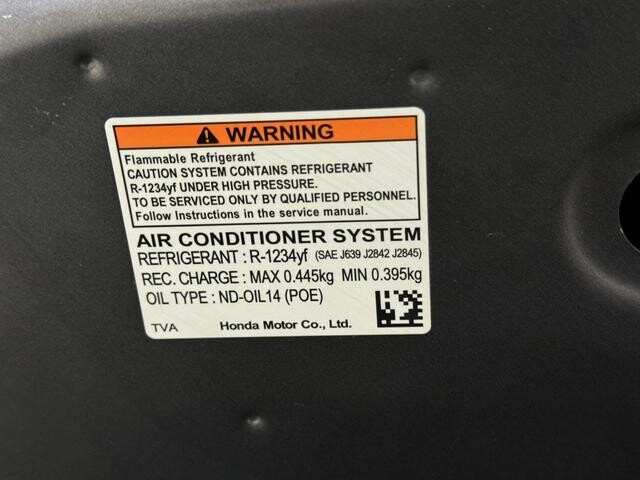 WARNING
Flammable Refrigerant
CAUTION SYSTEM CONTAINS REFRIGERANT
R-1234yf UNDER HIGH PRESSURE.
TO BE SERVICED ONLY BY QUALIFIED PERSONNEL.
Follow Instructions in the service manual.
AIR CONDITIONER SYSTEM
REFRIGERANT : R-1234yf (SAE J639 J2842 J2845)
REC. CHARGE : MAX 0.445kg MIN 0.395kg
OIL TYPE : ND-OIL14 (POE)
TVA Honda Motor Co., Ltd.